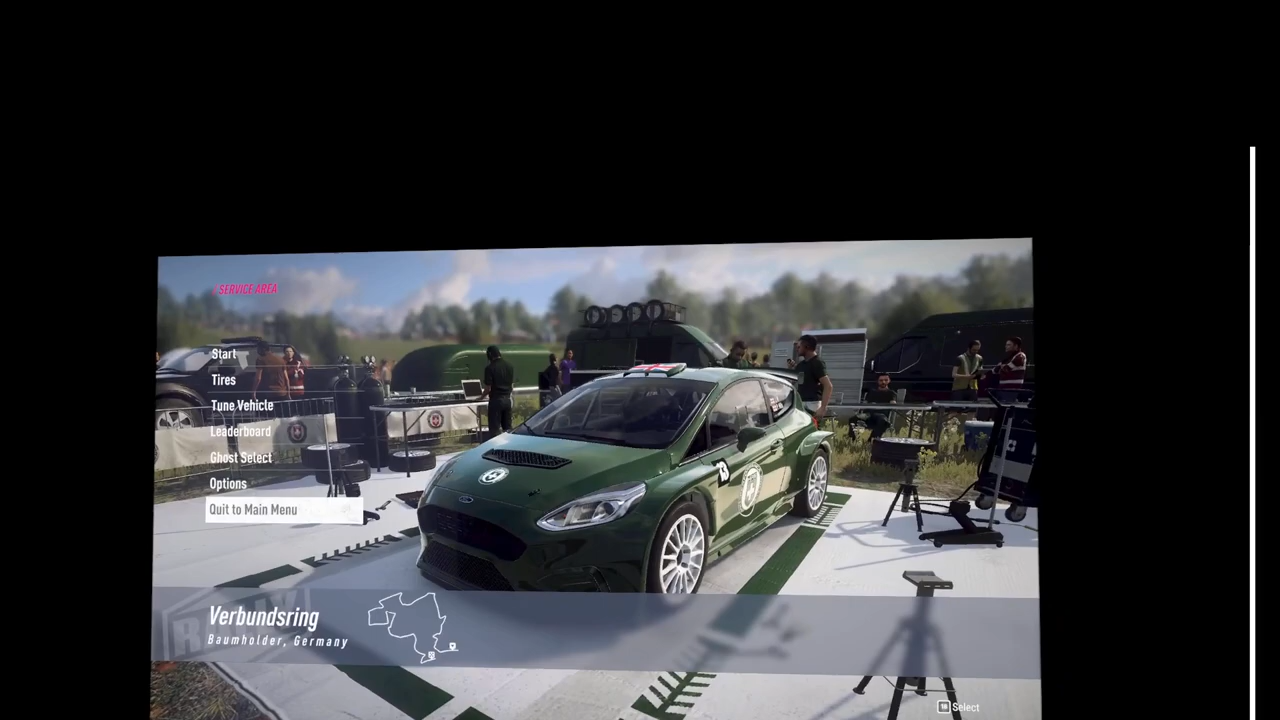 SERVICE AREA
Start
Tires
Tune Vehicle
Leaderboard
Ghost Select
Options
Quit to Main Menu
Verbundsring
Baumholder, Germany
Select